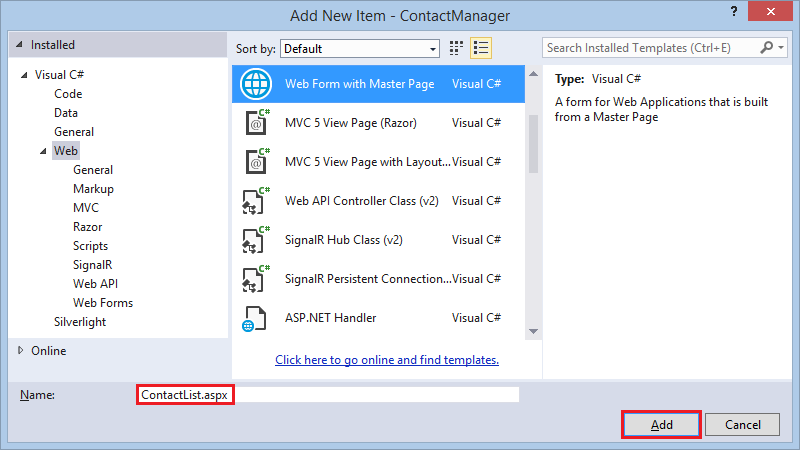 Add New Item - ContactManager
?
Installed
Sort by: Default
Search Installed Templates (Ctrl+E)
Visual C#
Code
Data
General
Web
General
Markup
MVC
Razor
Scripts
SignalR
Web API
Web Forms
Silverlight
Online
Web Form with Master Page Visual C#
C# @ MVC 5 View Page (Razor) Visual C#
C# @ MVC 5 View Page with Layout... Visual C#
C# Web API Controller Class (v2) Visual C#
C# SignalR Hub Class (v2) Visual C#
C# SignalR Persistent Connection... Visual C#
ASP.NET Handler Visual C#
Click here to go online and find templates.
Type: Visual C#
A form for Web Applications that is built
from a Master Page
Name: ContactList.aspx
Add Cancel